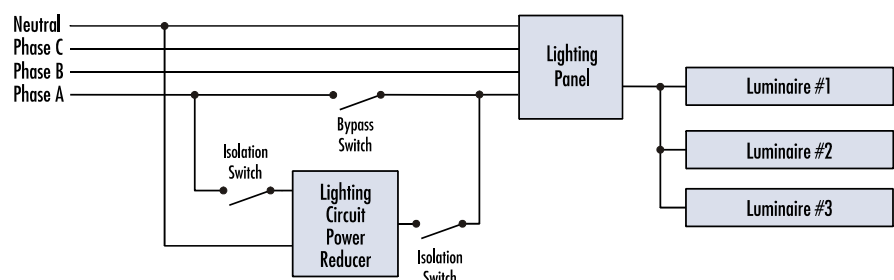 Neutral
Phase C
Phase B
Phase A
Lighting
Panel
Luminaire #1
Luminaire #2
Luminaire #3
Bypass
Switch
Isolation
Switch
Lighting
Circuit
Power
Reducer
Isolation
Switch